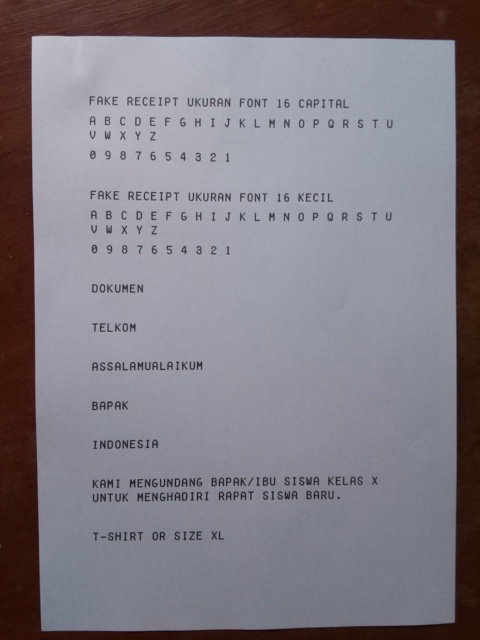 FAKE RECEIPT UKURAN FONT 16 CAPITAL
A B C D E F G H I J K L M N O P Q R S T U
V W X Y Z
0 9 8 7 6 5 4 3 2 1
FAKE RECEIPT UKURAN FONT 16 KECIL
A B C D E F G H I J K L M N O P Q R S T U
V W X Y Z
0 9 8 7 6 5 4 3 2 1
DOKUMEN
TELKOM
ASSALAMUALAIKUM
BAPAK
INDONESIA
KAMI MENGUNDANG BAPAK/IBU SISWA KELAS X
UNTUK MENGHADIRI RAPAT SISWA BARU.
T-SHIRT OR SIZE XL